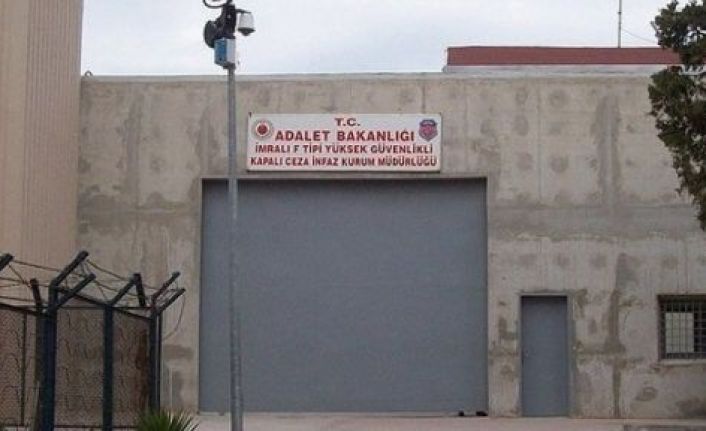 T.C.
ADALET BAKANLIĞI
İMRALI F TİPİ YÜKSEK GÜVENLİKLİ
KAPALI CEZA İNFAZ KURUM MÜDÜRLÜĞÜ